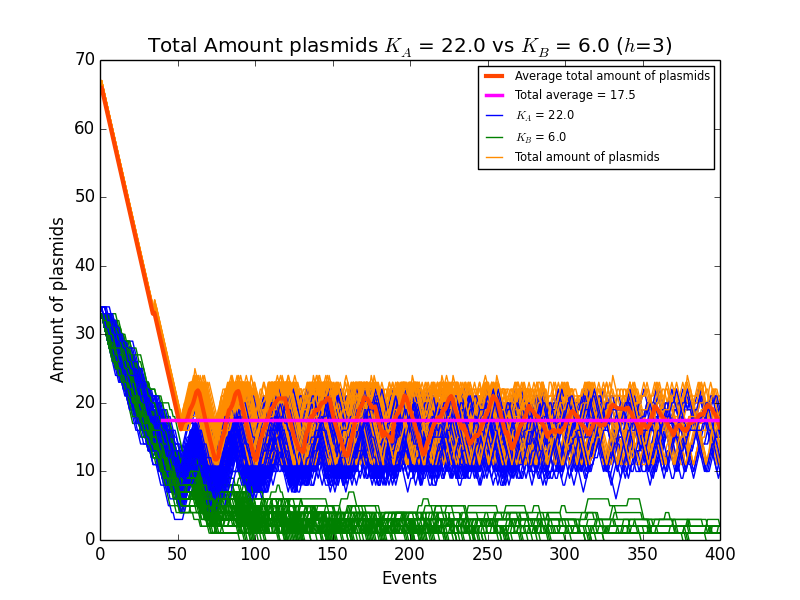 Total Amount plasmids K_A = 22.0 vs K_B = 6.0 (h=3)
70
60
50
40
30
20
10
0
Amount of plasmids
Average total amount of plasmids
Total average = 17.5
K_A = 22.0
K_B = 6.0
Total amount of plasmids
0 50 100 150 200 250 300 350 400
Events